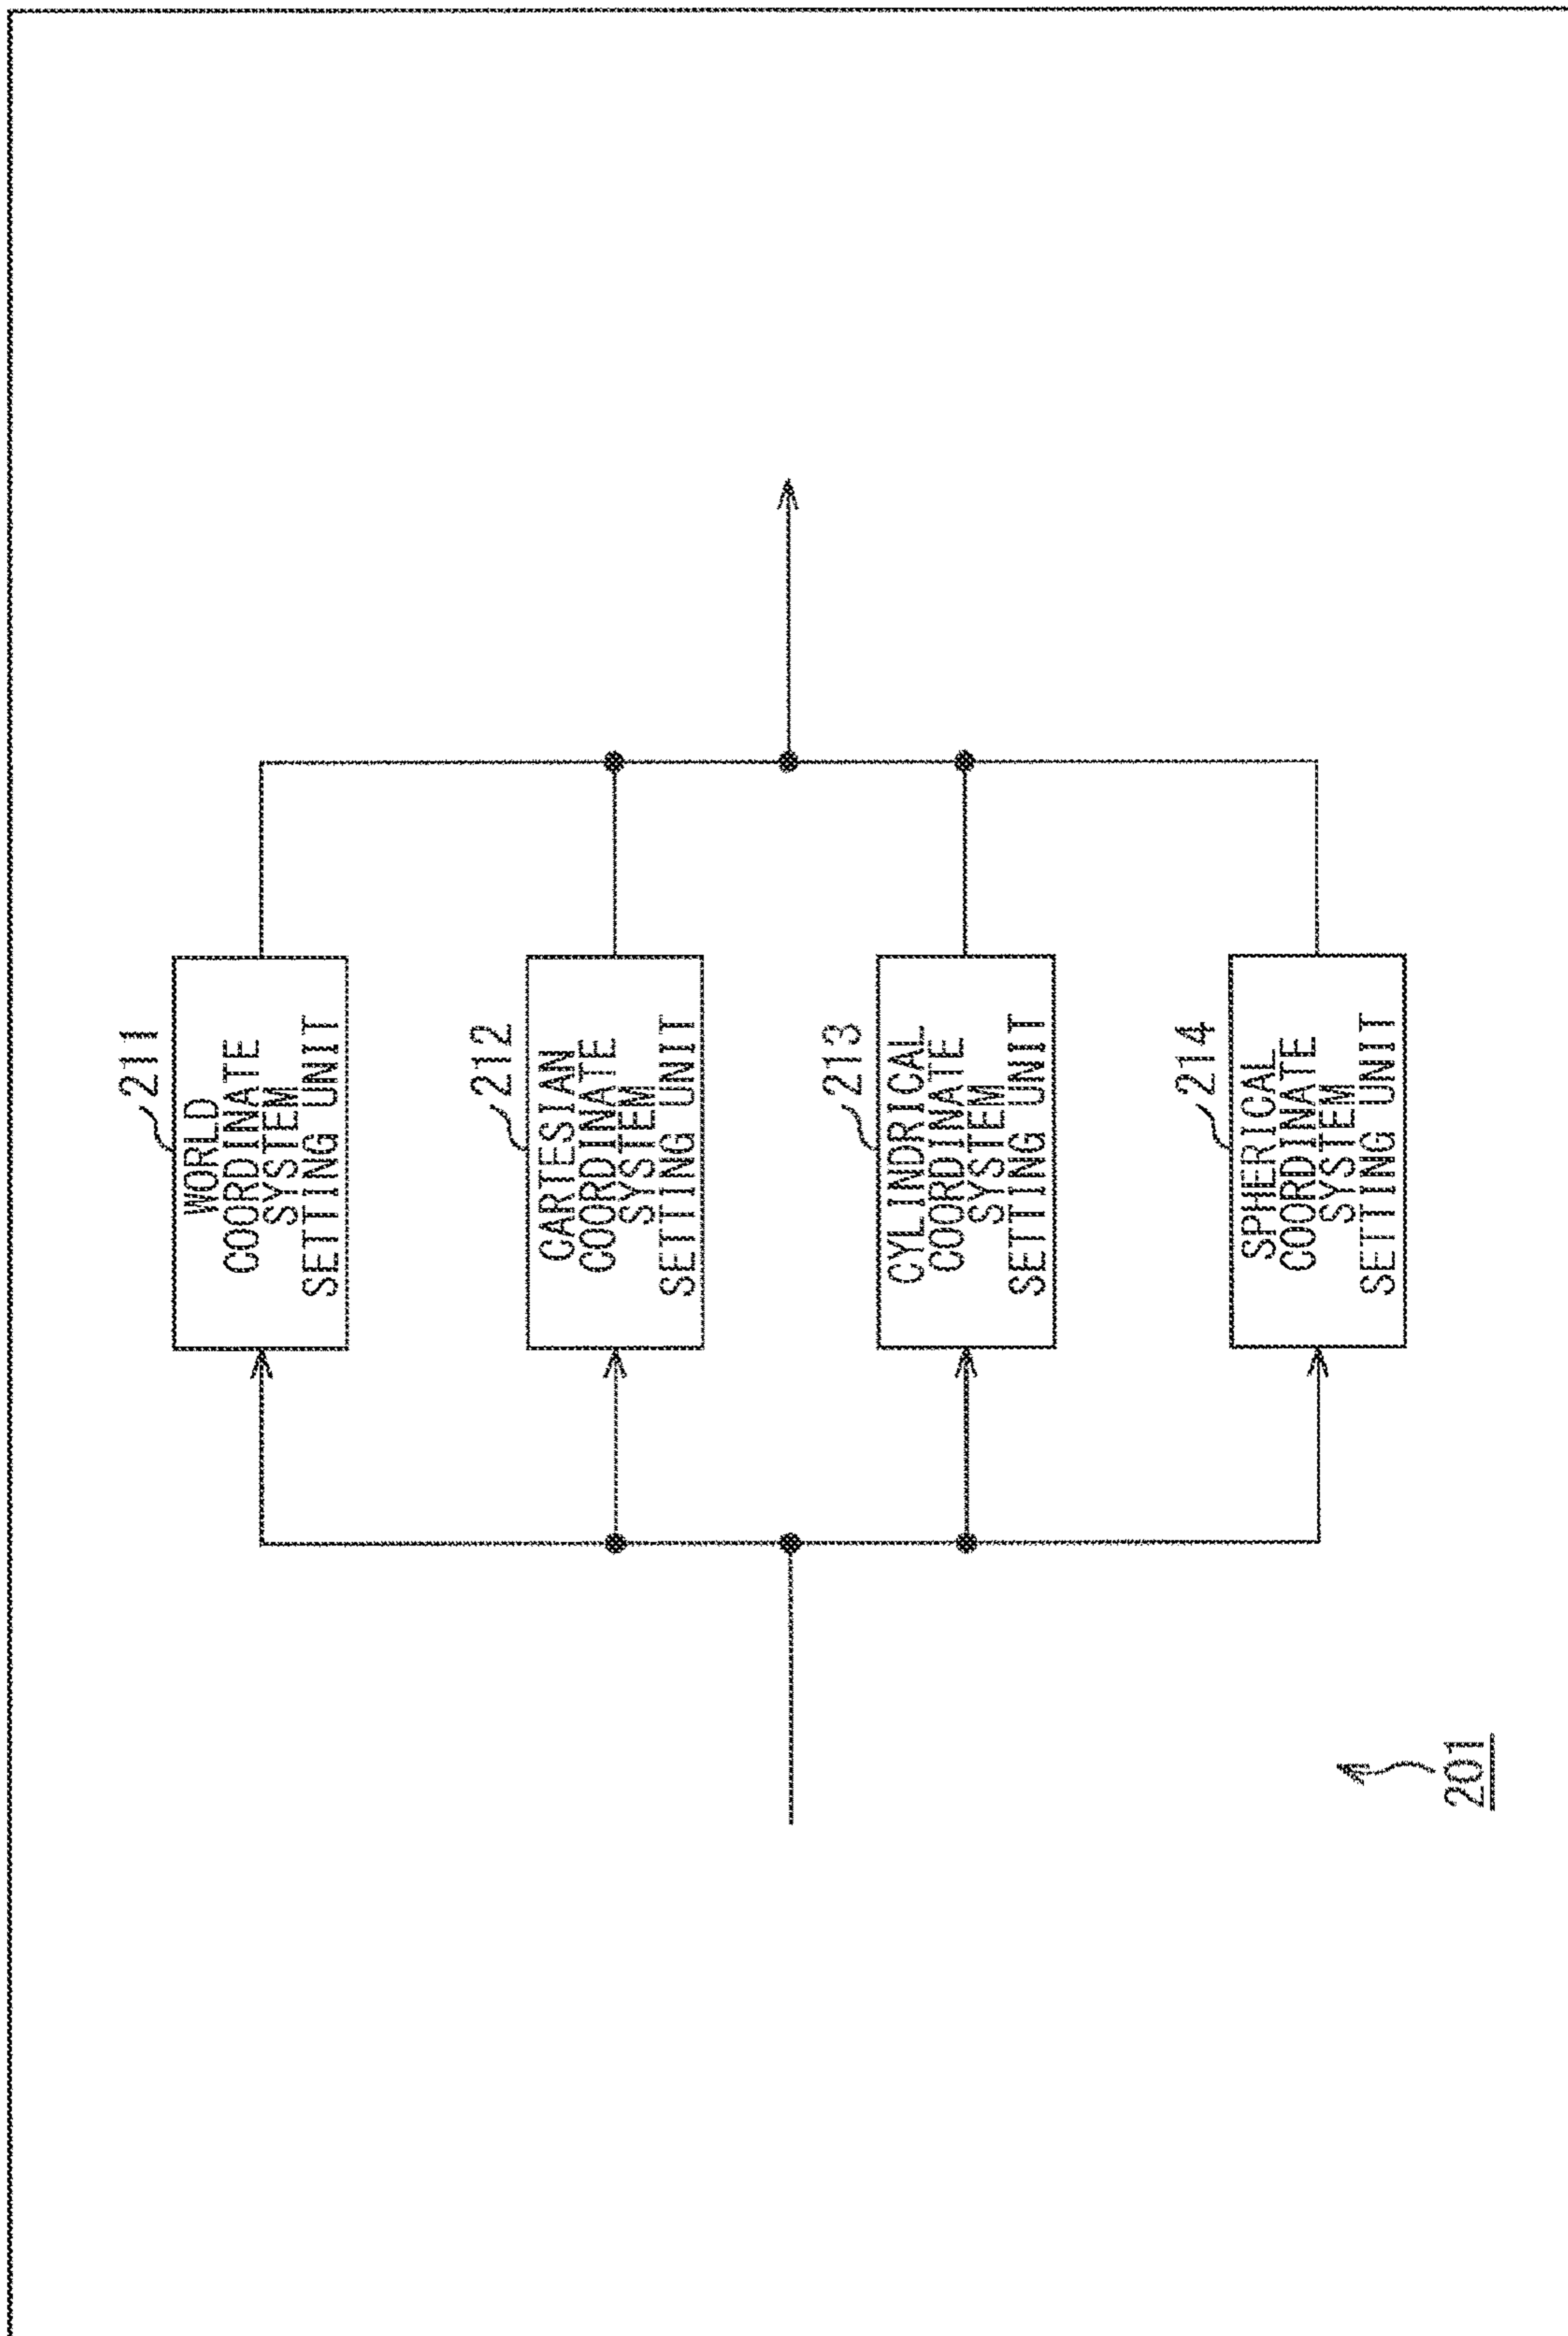 211
WORLD
COORDINATE
SYSTEM
SETTING UNIT
212
CARTESIAN
COORDINATE
SYSTEM
SETTING UNIT
213
CYLINDRICAL
COORDINATE
SYSTEM
SETTING UNIT
214
SPHERICAL
COORDINATE
SYSTEM
SETTING UNIT
201